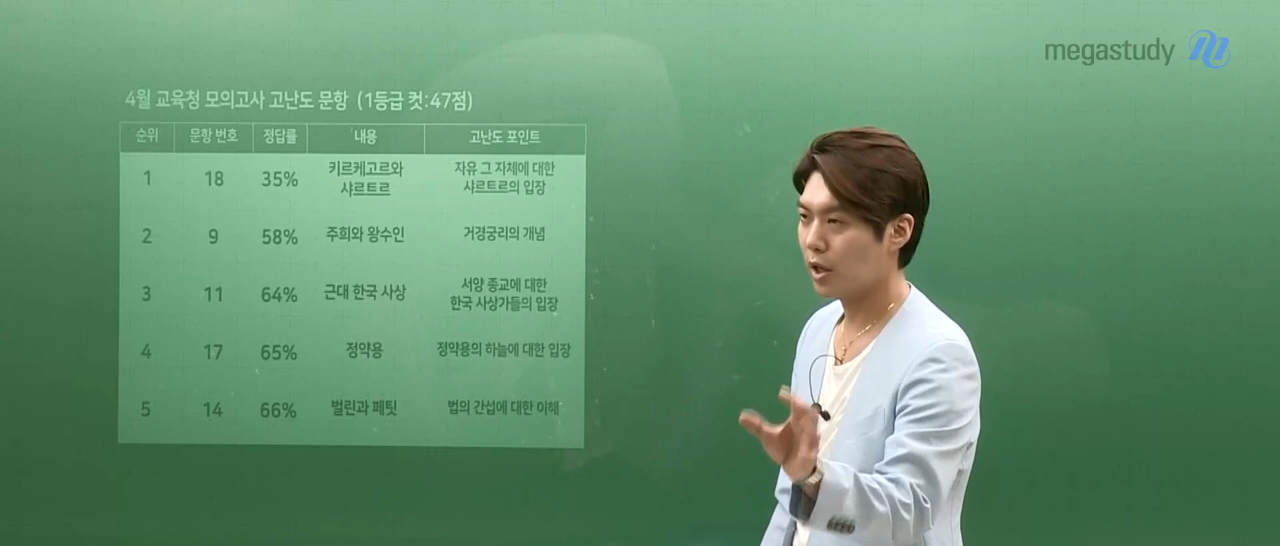 megastudy
4월 교육청 모의고사 고난도 문항 (1등급 컷:47점)
순위 문항 번호 정답률 내용 고난도 포인트
1 18 35% 키르케고르와 샤르트르 자유 그 자체에 대한 샤르트르의 입장
2 9 58% 주희와 왕수인 거경궁리의 개념
3 11 64% 근대 한국 사상 서양 종교에 대한 한국 사상가들의 입장
4 17 65% 정약용 정약용의 하늘에 대한 입장
5 14 66% 벌린과 페팃 법의 간섭에 대한 이해